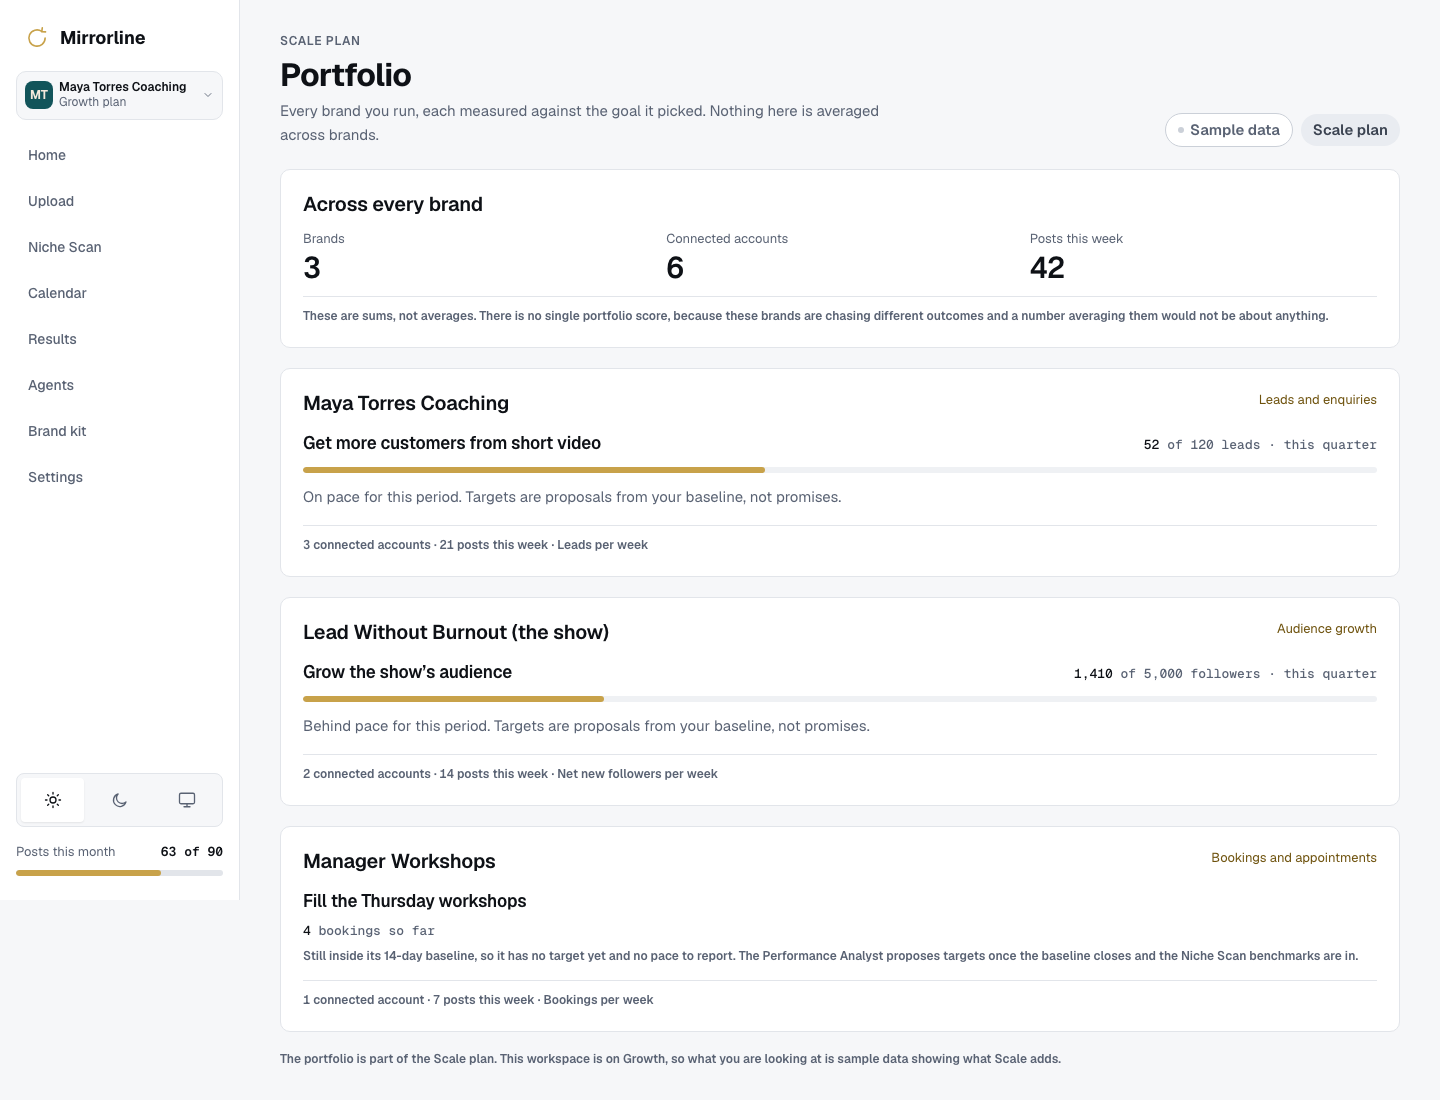 Mirrorline
MT
Maya Torres Coaching
Growth plan
Home
Upload
Niche Scan
Calendar
Results
Agents
Brand kit
Settings
Posts this month
63 of 90
SCALE PLAN
Portfolio
Every brand you run, each measured against the goal it picked. Nothing here is averaged
across brands.
Sample data
Scale plan
Across every brand
Brands
3
Connected accounts
6
Posts this week
42
These are sums, not averages. There is no single portfolio score, because these brands are chasing different outcomes and a number averaging them would not be about anything.
Maya Torres Coaching
Leads and enquiries
Get more customers from short video
52 of 120 leads · this quarter
On pace for this period. Targets are proposals from your baseline, not promises.
3 connected accounts · 21 posts this week · Leads per week
Lead Without Burnout (the show)
Audience growth
Grow the show’s audience
1,410 of 5,000 followers · this quarter
Behind pace for this period. Targets are proposals from your baseline, not promises.
2 connected accounts · 14 posts this week · Net new followers per week
Manager Workshops
Bookings and appointments
Fill the Thursday workshops
4 bookings so far
Still inside its 14-day baseline, so it has no target yet and no pace to report. The Performance Analyst proposes targets once the baseline closes and the Niche Scan benchmarks are in.
1 connected account · 7 posts this week · Bookings per week
The portfolio is part of the Scale plan. This workspace is on Growth, so what you are looking at is sample data showing what Scale adds.